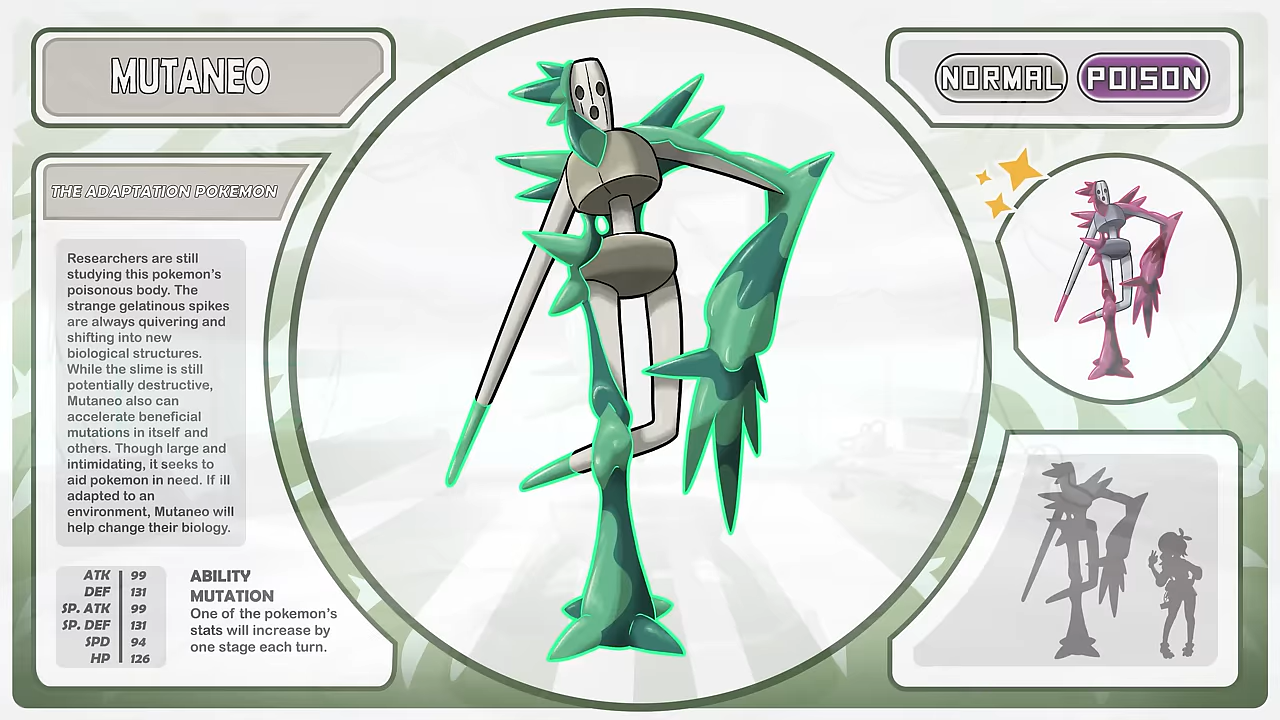 MUTANEO
NORMAL POISON
THE ADAPTATION POKEMON
Researchers are still
studying this pokemon's
poisonous body. The
strange gelatinous spikes
are always quivering and
shifting into new
biological structures.
While the slime is still
potentially destructive,
Mutaneo also can
accelerate beneficial
mutations in itself and
others. Though large and
intimidating, it seeks to
aid pokemon in need. If ill
adapted to an
environment, Mutaneo will
help change their biology.
ATK 99
DEF 131
SP. ATK 99
SP. DEF 131
SPD 94
HP 126
ABILITY
MUTATION
One of the pokemon's
stats will increase by
one stage each turn.